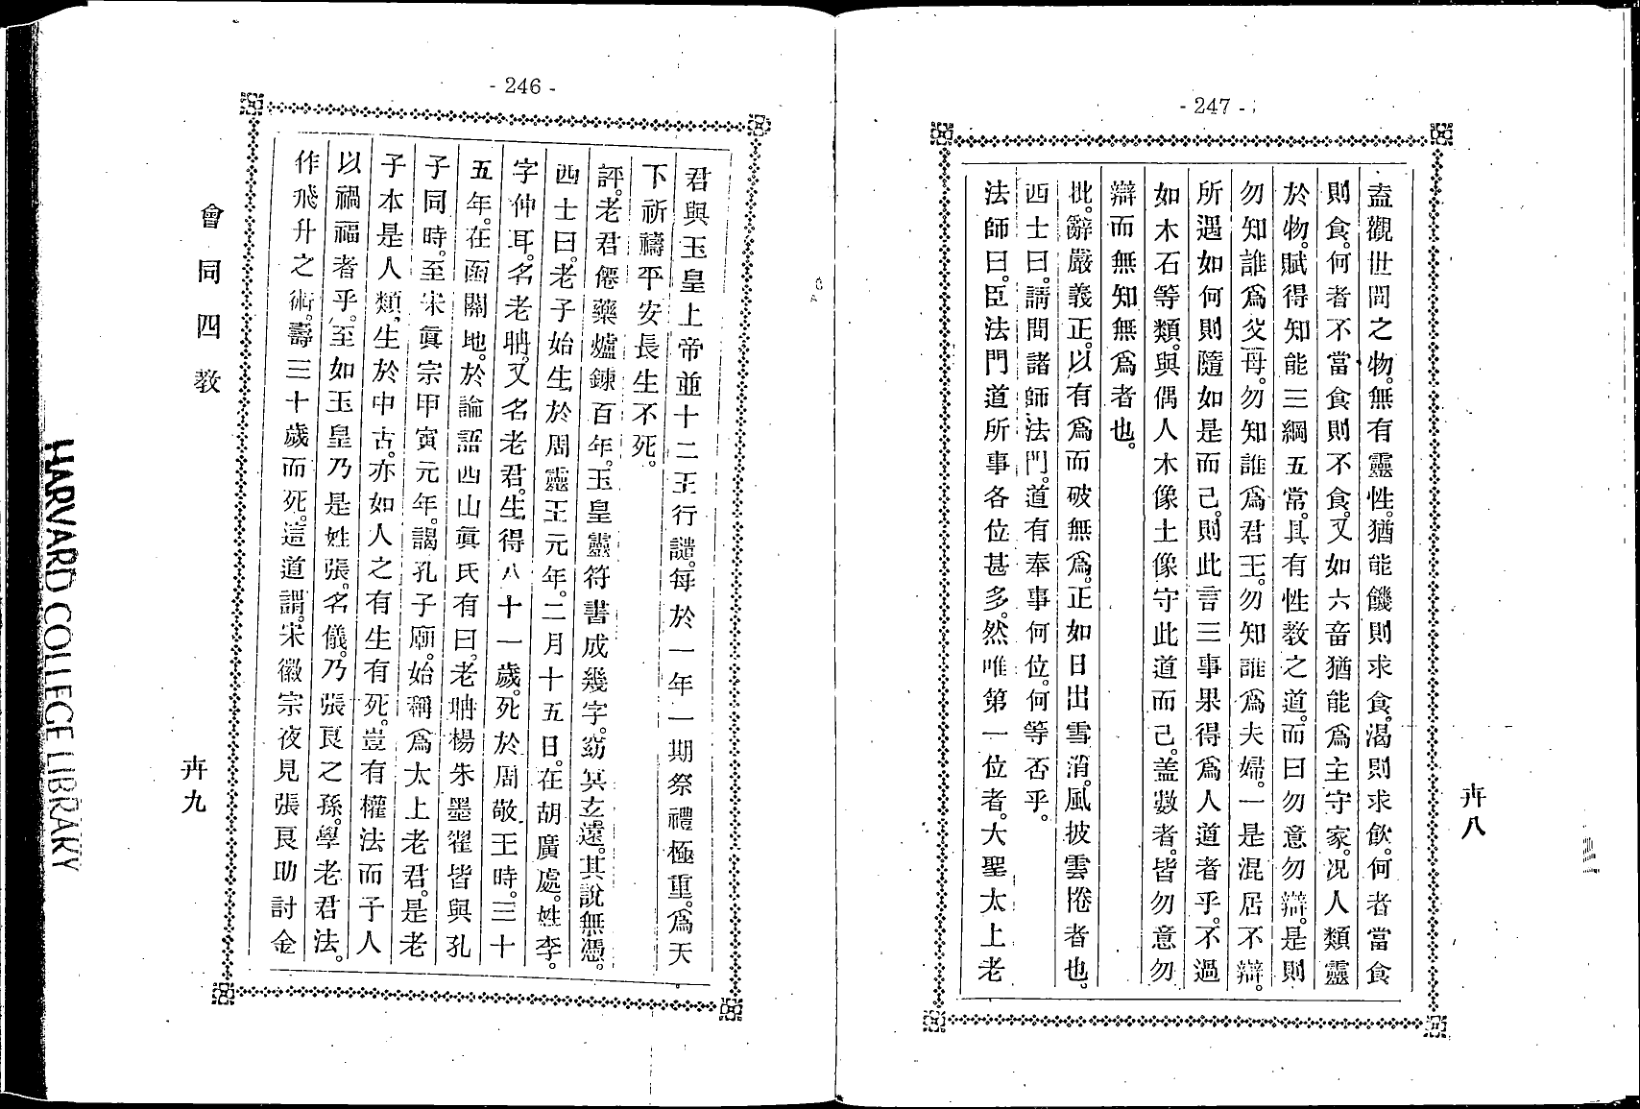 - 247 -
盍觀世間之物。無有靈性。猶能饑則求食。渴則求飲。何者當食
則食。何者不當食則不食。又如六畜猶能爲主守家。况人類靈
於物。賦得知能三綱五常。其有性教之道。而曰勿意勿辯。是則
勿知誰爲父母。勿知誰爲君王。勿知誰爲夫婦。一是混居不辯。
所遇如何則隨如是而已。則此言三事果得爲人道者乎。不過
如木石等類。與偶人木像土像守此道而已。盖數者。皆勿意勿
辯而無知無爲者也。
批。辭嚴義正。以有爲而破無爲。正如日出雪消。風披雲捲者也。
西士曰。請問諸師法門。道有奉事何位。何等否乎。
法師曰。臣法門道所事各位甚多。然唯第一位者。大聖太上老
卉八
- 246 -
君與玉皇上帝並十二王行譴。每於一年一期祭禮極重。爲天
下祈禱平安長生不死。
評。老君僊藥爐鍊百年。玉皇靈符書成幾字。窈冥玄遠。其說無憑。
西士曰。老子始生於周靈王元年。二月十五日。在胡廣處。姓李。
字仲耳。名老聃。又名老君。生得八十一歲。死於周敬王時。三十
五年。在函關地。於論語西山眞氏有曰。老聃楊朱墨翟皆與孔
子同時。至宋眞宗甲寅元年。謁孔子廟。始稱爲太上老君。是老
子本是人類。生於中古。亦如人之有生有死。豈有權法而子人
以禍福者乎。至如玉皇乃是姓張。名儀。乃張良之孫。學老君法。
作飛升之術。壽三十歲而死。這道謂。宋徽宗夜見張良助討金
會同四教
卉九
HARVARD COLLEGE LIBRARY